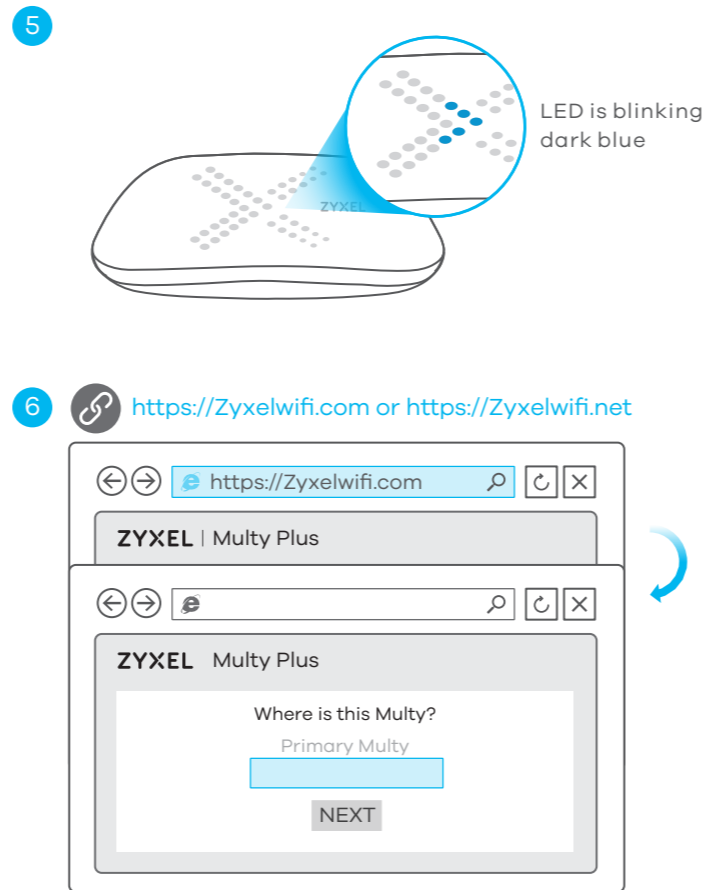 5
LED is blinking
dark blue
ZYXEL
6 https://Zyxelwifi.com or https://Zyxelwifi.net
https://Zyxelwifi.com
ZYXEL | Multy Plus
ZYXEL Multy Plus
Where is this Multy?
Primary Multy
NEXT